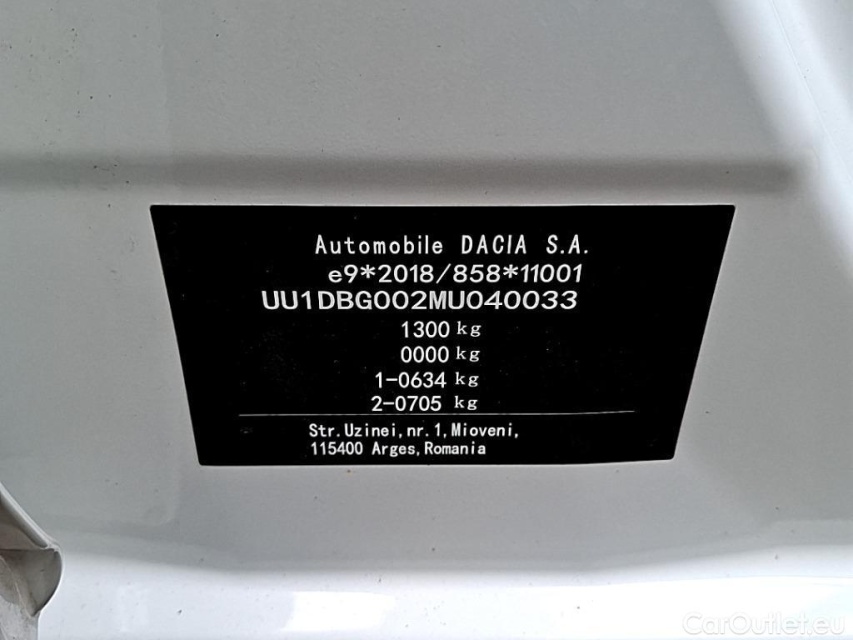 Automobile DACIA S.A.
e9*2018/858*11001
UU1DBG002MU040033
1300 kg
0000 kg
1-0634 kg
2-0705 kg
Str.Uzinei,nr.1,Mioveni,
115400 Arges,Romania
CarOutlet.eu